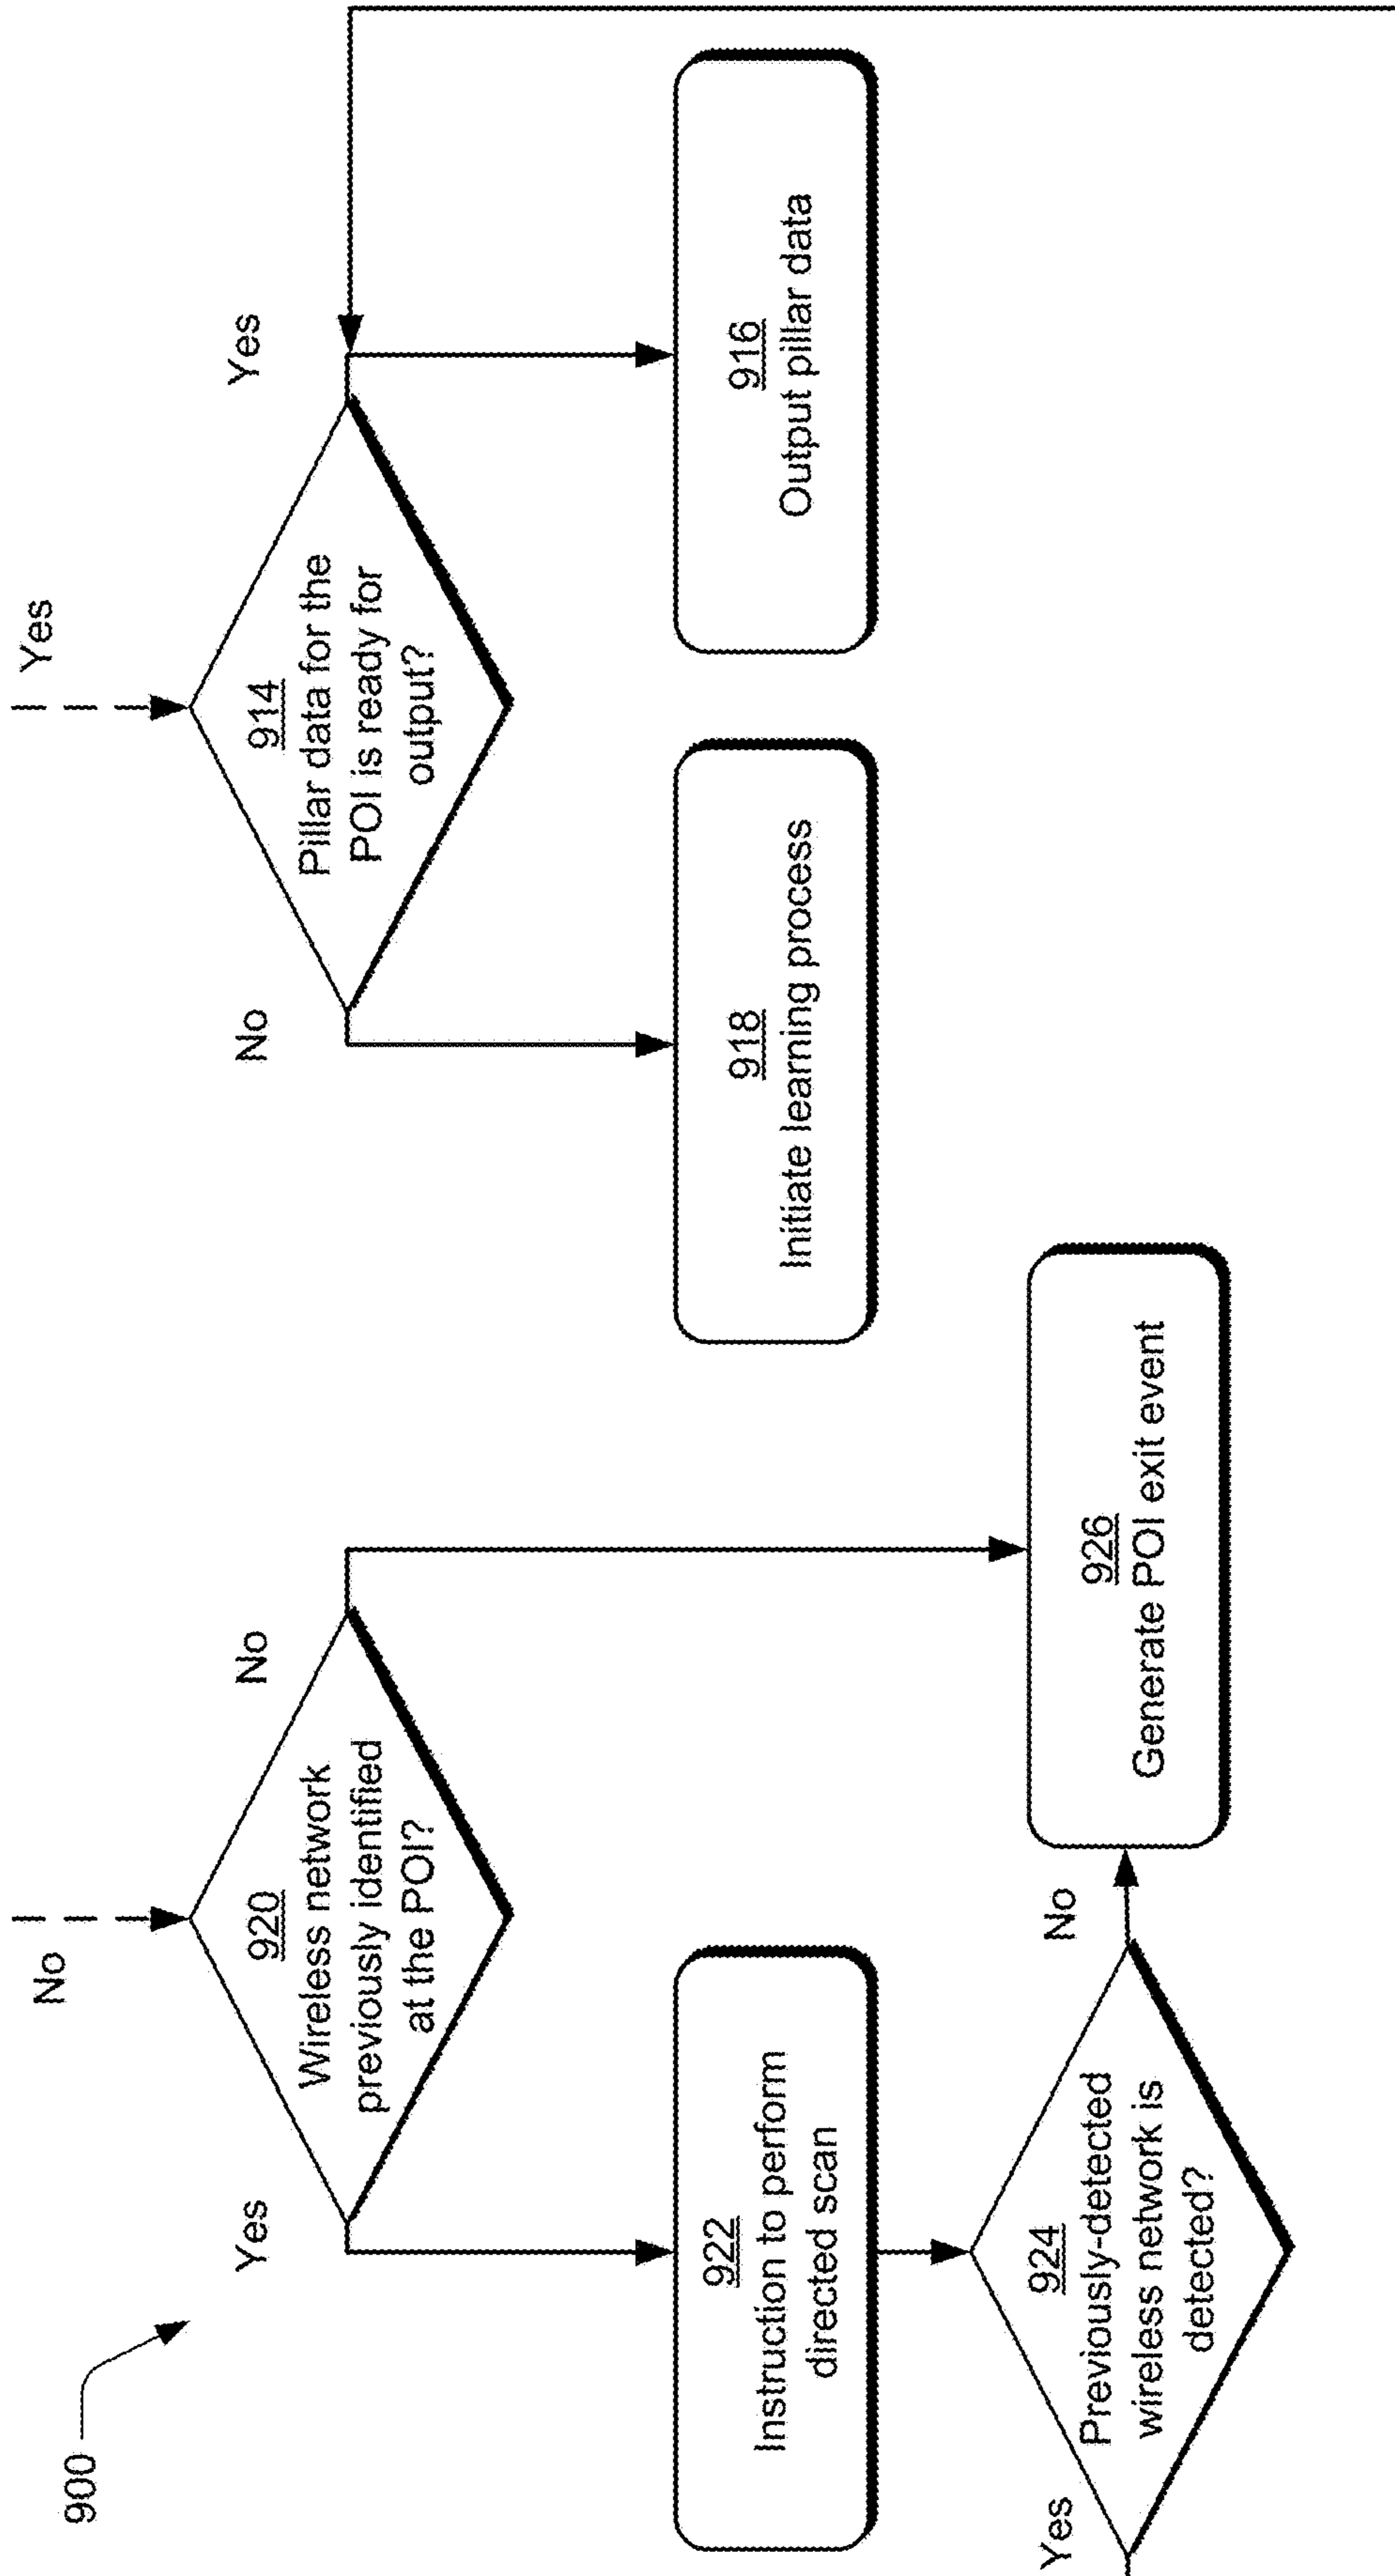 900
No
920
Wireless network
previously identified
at the POI?
Yes
No
922
Instruction to perform
directed scan
924
Previously-detected
wireless network is
detected?
Yes
No
926
Generate POI exit event
Yes
914
Pillar data for the
POI is ready for
output?
No
Yes
918
Initiate learning process
916
Output pillar data